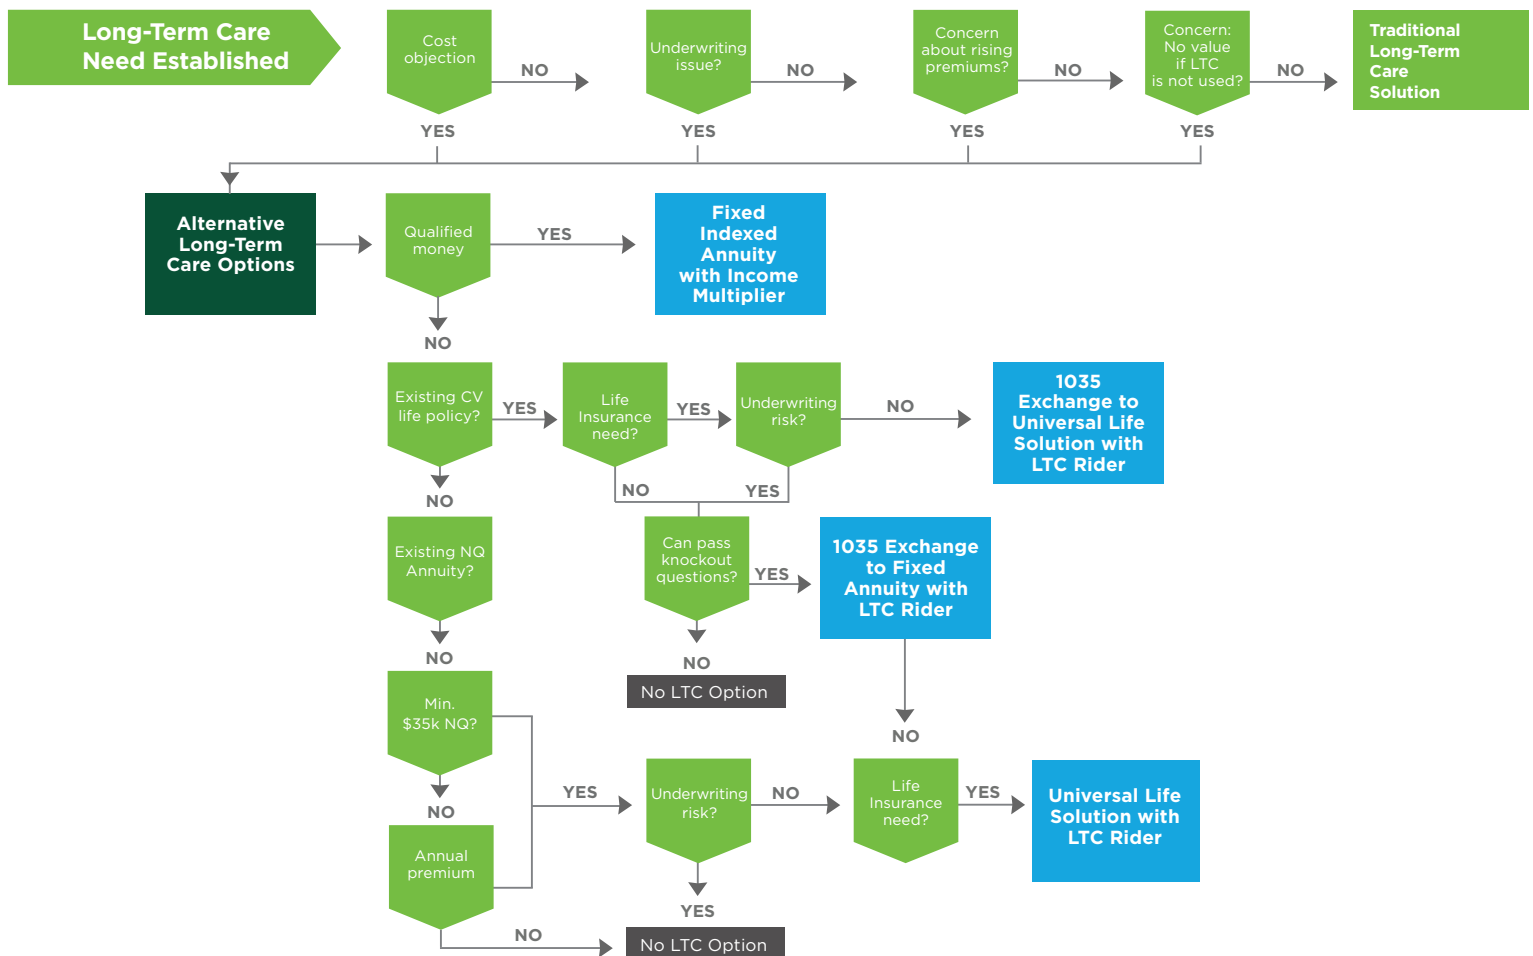 Long-Term Care
Need Established
Cost
objection
NO
Underwriting
issue?
NO
Concern
about rising
premiums?
NO
Concern:
No value
if LTC
is not used?
NO
Traditional
Long-Term
Care
Solution
YES
YES
YES
YES
Alternative
Long-Term
Care Options
Qualified
money
YES
Fixed
Indexed
Annuity
with Income
Multiplier
NO
Existing CV
life policy?
YES
Life
Insurance
need?
YES
Underwriting
risk?
NO
1035
Exchange to
Universal Life
Solution with
LTC Rider
NO
NO
YES
Existing NQ
Annuity?
Can pass
knockout
questions?
YES
1035 Exchange
to Fixed
Annuity with
LTC Rider
NO
NO
No LTC Option
Min.
$35k NQ?
NO
NO
YES
Underwriting
risk?
NO
Life
Insurance
need?
YES
Universal Life
Solution with
LTC Rider
Annual
premium
YES
NO
No LTC Option